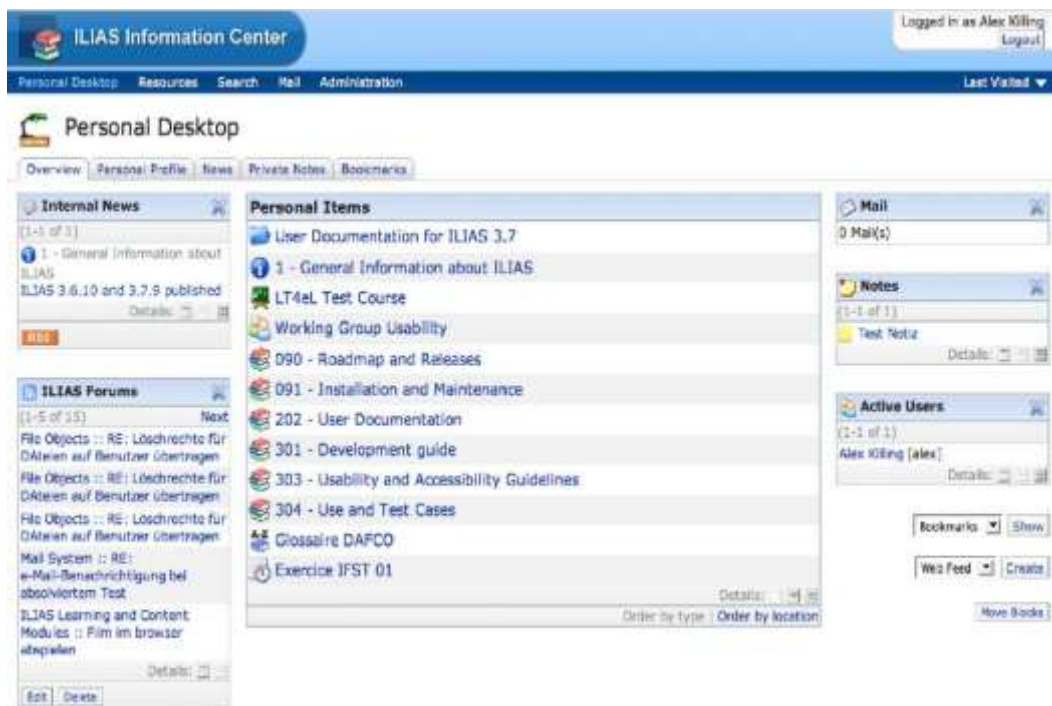 ILIAS Information Center
Logged in as Alex Killing
Logout
Personal Desktop Resources Search Mail Administration
Last Visited
Personal Desktop
Overview Personal Profile News Private Notes Bookmarks
Internal News
(1-1 of 1)
1 - General Information about
ILIAS
ILIAS 3.6.10 and 3.7.9 published
Details:
RSS
ILIAS Forums
(1-5 of 15) Next
File Objects :: RE: Löschrechte für
DAteien auf Benutzer übertragen
File Objects :: RE: Löschrechte für
DAteien auf Benutzer übertragen
File Objects :: RE: Löschrechte für
DAteien auf Benutzer übertragen
Mail System :: RE:
e-Mail-Benachrichtigung bei
absolviertem Test
ILIAS Learning and Content
Modules :: Film im browser
abspielen
Details:
Edit Delete
Personal Items
User Documentation for ILIAS 3.7
1 - General Information about ILIAS
LT4eL Test Course
Working Group Usability
090 - Roadmap and Releases
091 - Installation and Maintenance
202 - User Documentation
301 - Development guide
303 - Usability and Accessibility Guidelines
304 - Use and Test Cases
Glossaire DAFCO
Exercice IFST 01
Details:
Order by type | Order by location
Mail
0 Mail(s)
Notes
(1-1 of 1)
Test Notiz
Details:
Active Users
(1-1 of 1)
Alex Killing [alex]
Details:
Bookmarks Show
Web Feed Create
Move Blocks